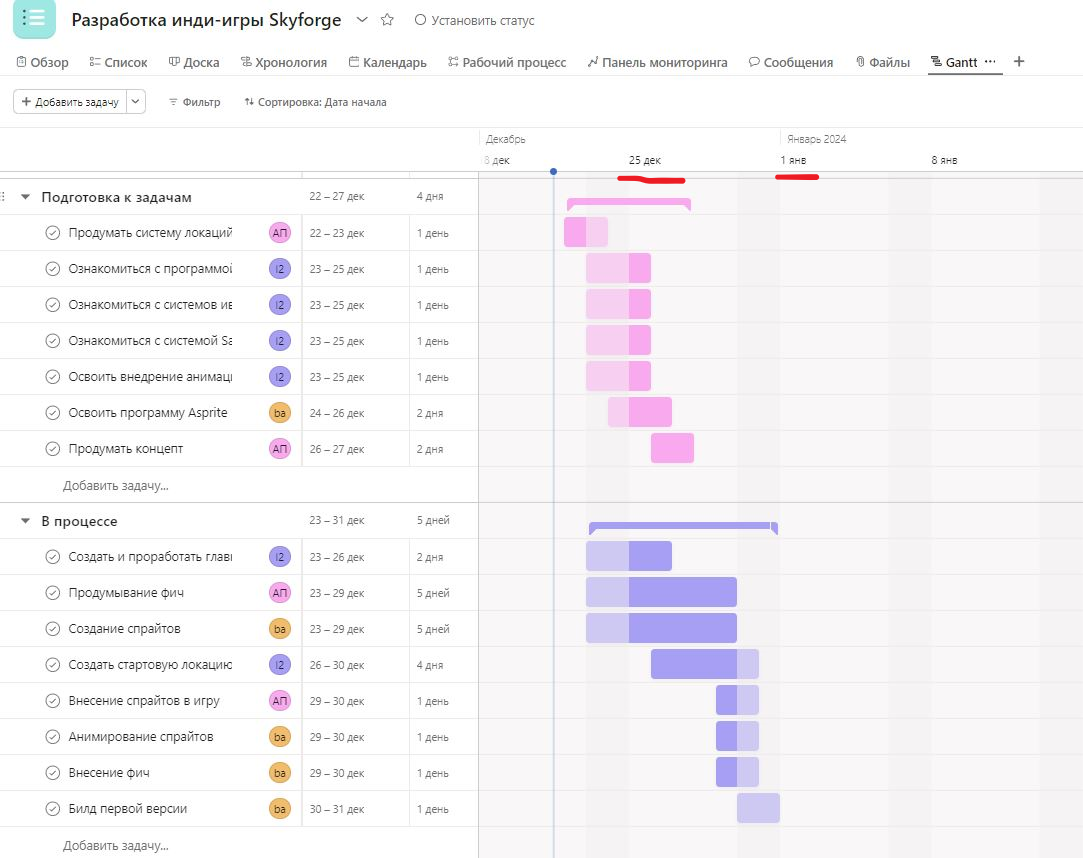 Разработка инди-игры Skyforge Установить статус
Обзор Список Доска Хронология Календарь Рабочий процесс Панель мониторинга Сообщения Файлы Gantt ... +
+ Добавить задачу Фильтр Сортировка: Дата начала
Декабрь Январь 2024
8 дек 25 дек 1 янв 8 янв
Подготовка к задачам 22 – 27 дек 4 дня
Продумать систему локаций АП 22 – 23 дек 1 день
Ознакомиться с программой I2 23 – 25 дек 1 день
Ознакомиться с системов ив I2 23 – 25 дек 1 день
Ознакомиться с системой Sa I2 23 – 25 дек 1 день
Освоить внедрение анимаци I2 23 – 25 дек 1 день
Освоить программу Asprite ba 24 – 26 дек 2 дня
Продумать концепт АП 26 – 27 дек 2 дня
Добавить задачу...
В процессе 23 – 31 дек 5 дней
Создать и проработать глав I2 23 – 26 дек 2 дня
Продумывание фич АП 23 – 29 дек 5 дней
Создание спрайтов ba 23 – 29 дек 5 дней
Создать стартовую локацию I2 26 – 30 дек 4 дня
Внесение спрайтов в игру АП 29 – 30 дек 1 день
Анимирование спрайтов ba 29 – 30 дек 1 день
Внесение фич ba 29 – 30 дек 1 день
Билд первой версии ba 30 – 31 дек 1 день
Добавить задачу...